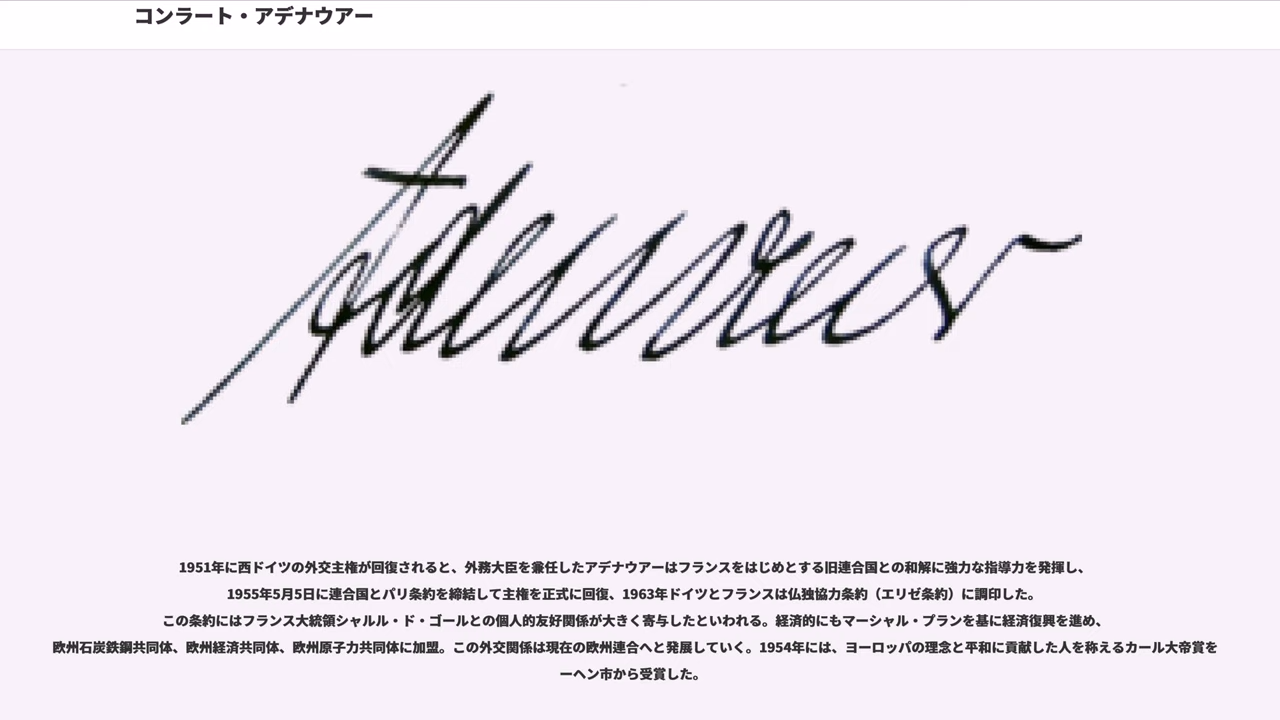 コンラート・アデナウアー
Adenauer
1951年に西ドイツの外交主権が回復されると、外務大臣を兼任したアデナウアーはフランスをはじめとする旧連合国との和解に強力な指導力を発揮し、
1955年5月5日に連合国とパリ条約を締結して主権を正式に回復、1963年ドイツとフランスは仏独協力条約（エリゼ条約）に調印した。
この条約にはフランス大統領シャルル・ド・ゴールとの個人的友好関係が大きく寄与したといわれる。経済的にもマーシャル・プランを基に経済復興を進め、
欧州石炭鉄鋼共同体、欧州経済共同体、欧州原子力共同体に加盟。この外交関係は現在の欧州連合へと発展していく。1954年には、ヨーロッパの理念と平和に貢献した人を称えるカール大帝賞を
ーヘン市から受賞した。